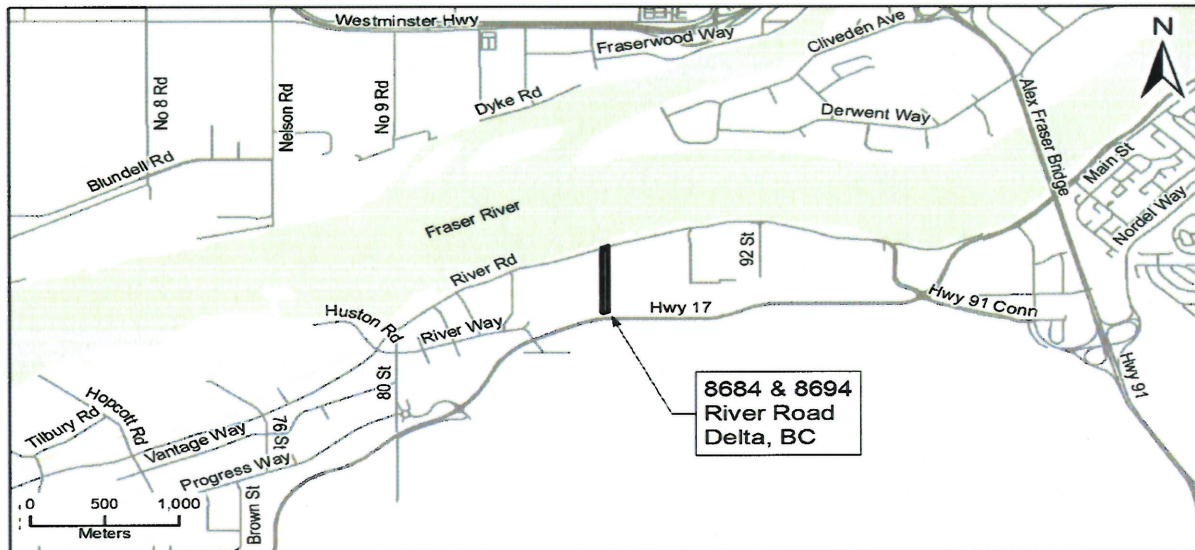 Westminster Hwy
Fraserwood Way
Cliveden Ave
N
No 8 Rd
Nelson Rd
No 9 Rd
Dyke Rd
Derwent Way
Alex Fraser Bridge
Main St
Nordel Way
Blundell Rd
Fraser River
River Rd
92 St
Huston Rd
River Way
Hwy 17
Hwy 91 Conn
Hwy 91
80 St
8684 & 8694
River Road
Delta, BC
Tilbury Rd
Hopcott Rd
Vantage Way
76 St
Progress Way
Brown St
0 500 1,000
Meters